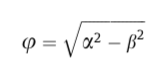 φ = √(α² − β²)